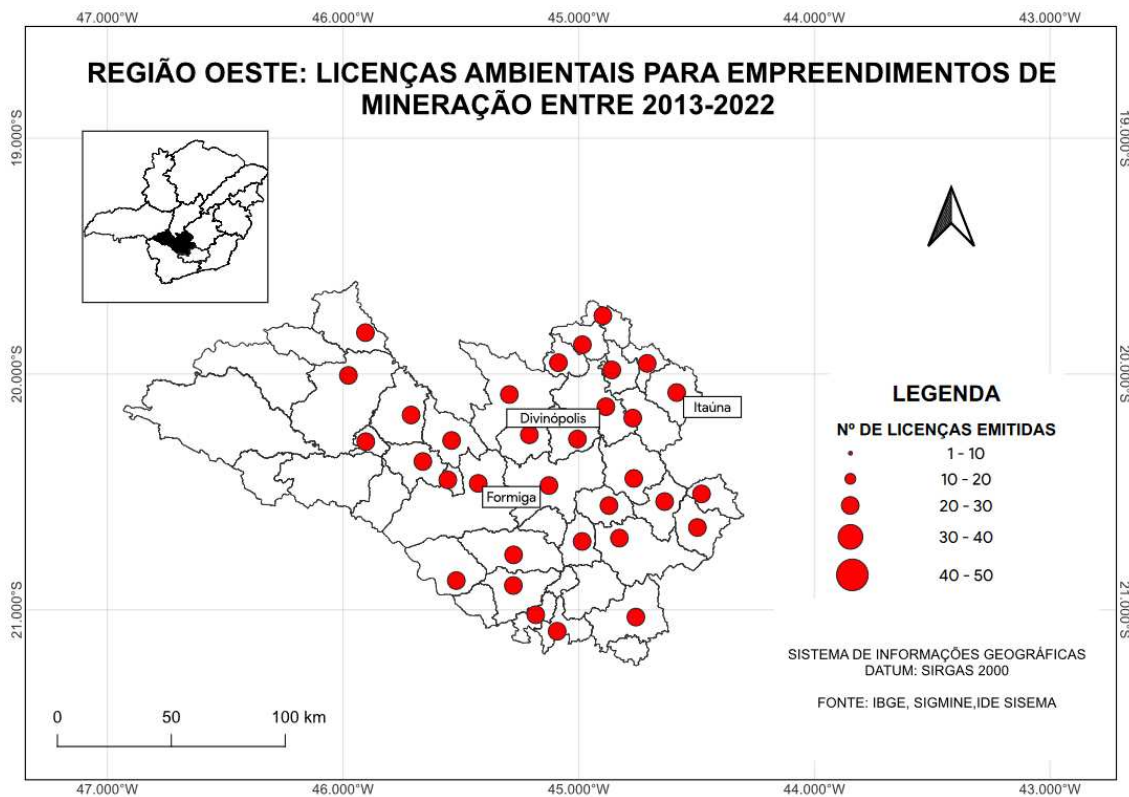 47.000°W 46.000°W 45.000°W 44.000°W 43.000°W
REGIÃO OESTE: LICENÇAS AMBIENTAIS PARA EMPREENDIMENTOS DE
MINERAÇÃO ENTRE 2013-2022
19.000°S 19.000°S
20.000°S 20.000°S
Itaúna
Divinópolis
Formiga
LEGENDA
Nº DE LICENÇAS EMITIDAS
1 - 10
10 - 20
20 - 30
30 - 40
40 - 50
21.000°S 21.000°S
SISTEMA DE INFORMAÇÕES GEOGRÁFICAS
DATUM: SIRGAS 2000
FONTE: IBGE, SIGMINE,IDE SISEMA
0 50 100 km
47.000°W 46.000°W 45.000°W 44.000°W 43.000°W